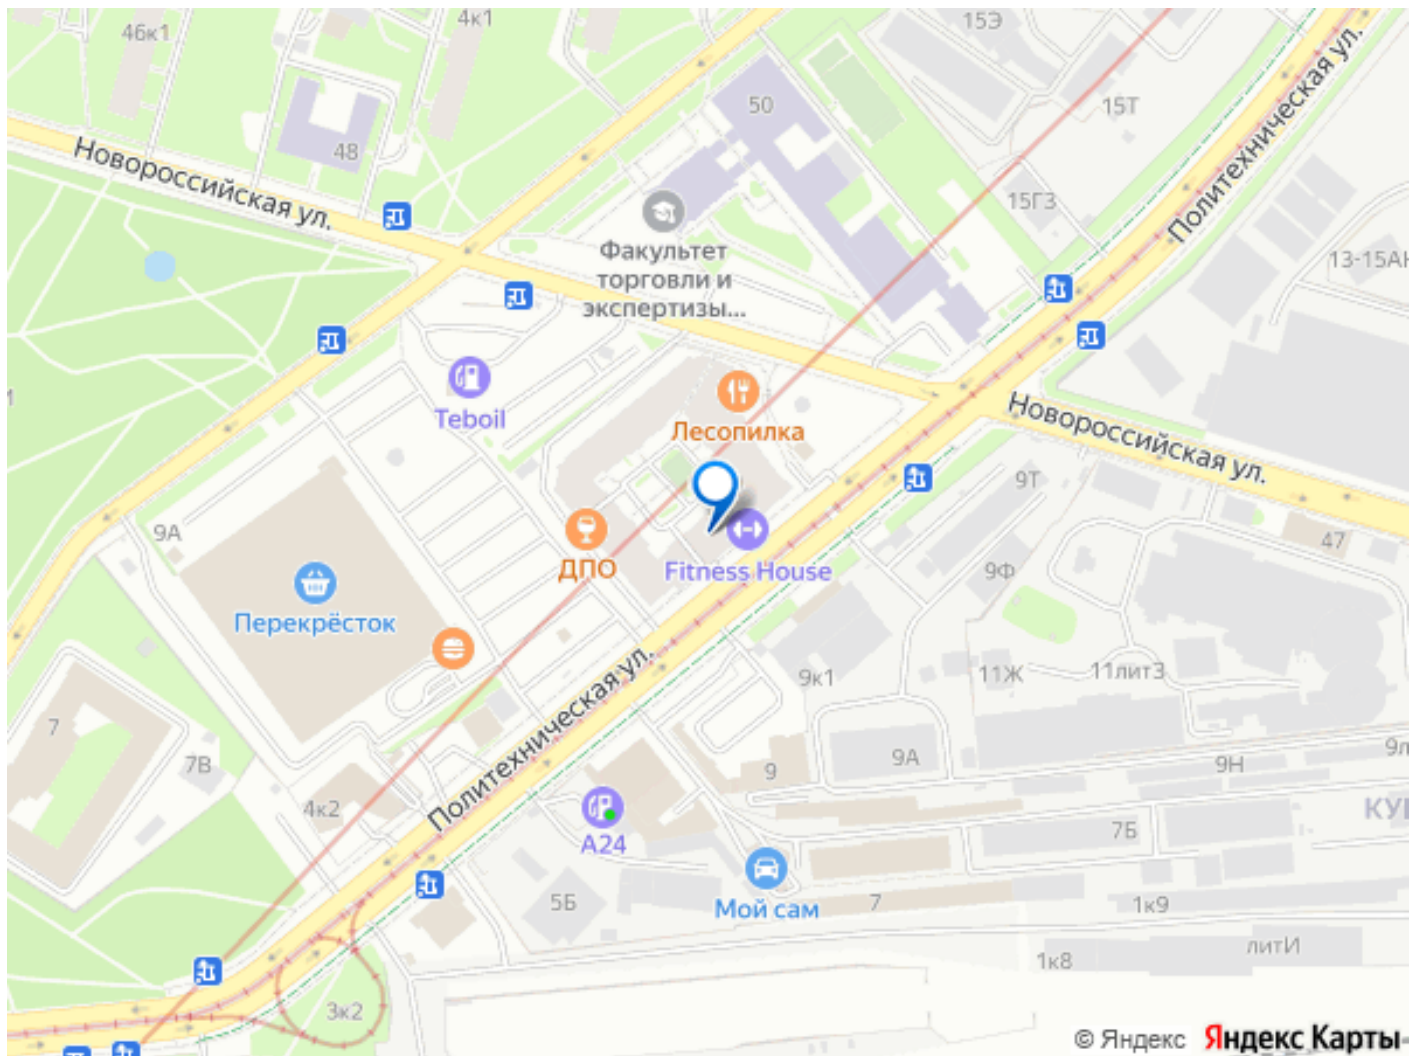 46к1
4к1
15Э
50
15Т
Политехническая ул.
48
Новороссийская ул.
15ГЗ
Факультет
торговли и
экспертизы...
13-15АН
Teboil
Лесопилка
Новороссийская ул.
9Т
9А
47
ДПО
Fitness House
9Ф
Перекрёсток
9к1
11Ж
11литЗ
Политехническая ул.
7
7В
9
9А
9Н
9л
4к2
А24
7Б
КУ
5Б
Мой сам
7
1к9
1к8
литИ
3к2
© Яндекс Яндекс Карты